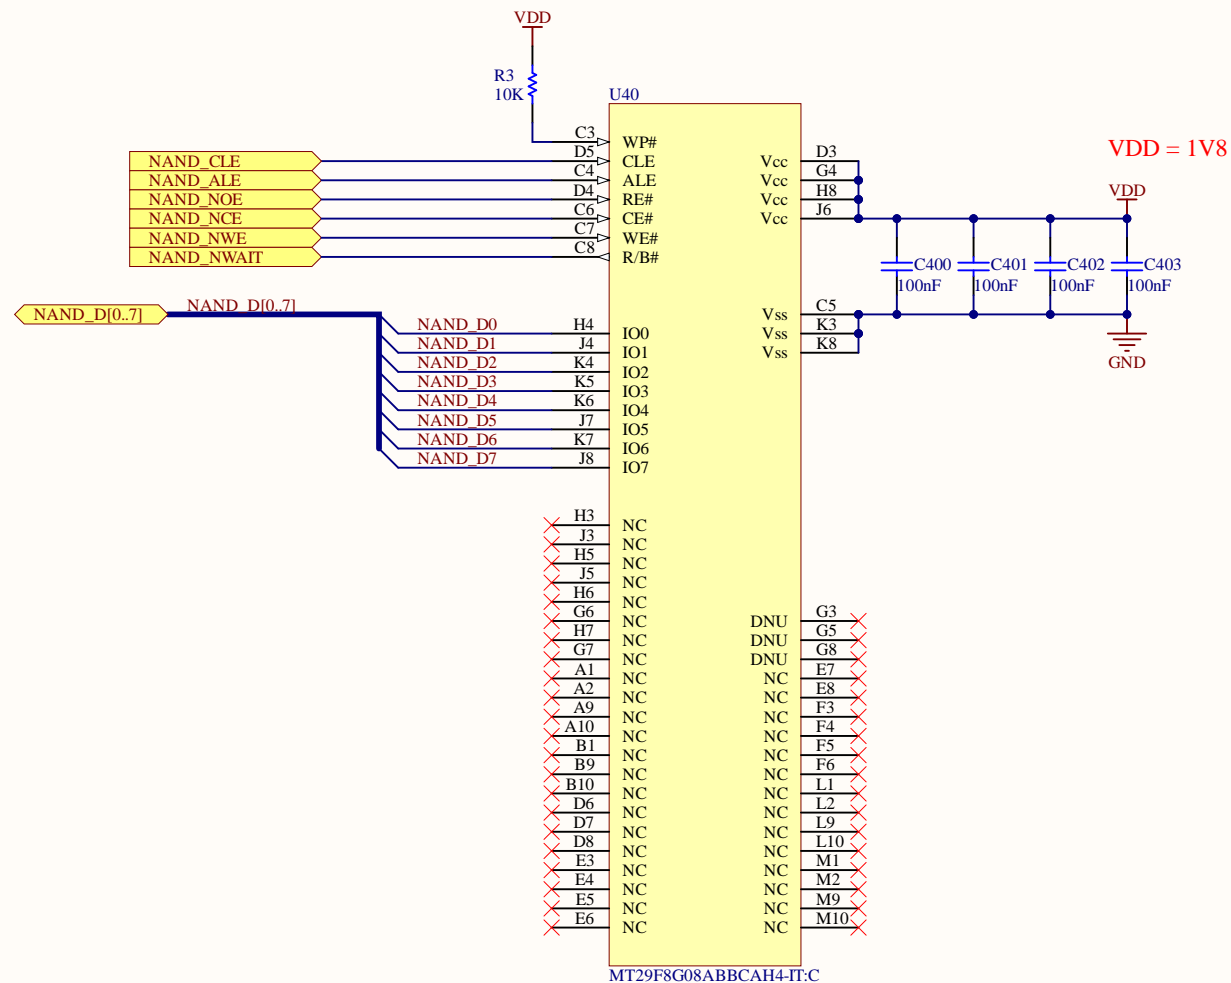 VDD
R3
10K
U40
C3 WP#
NAND_CLE D5 CLE
NAND_ALE C4 ALE
NAND_NOE D4 RE#
NAND_NCE C6 CE#
NAND_NWE C7 WE#
NAND_NWAIT C8 R/B#
Vcc D3
Vcc G4
Vcc H8
Vcc J6
VDD = 1V8
VDD
C400 C401 C402 C403
100nF 100nF 100nF 100nF
Vss C5
Vss K3
Vss K8
GND
NAND_D[0..7] NAND_D[0..7]
NAND_D0 H4 IO0
NAND_D1 J4 IO1
NAND_D2 K4 IO2
NAND_D3 K5 IO3
NAND_D4 K6 IO4
NAND_D5 J7 IO5
NAND_D6 K7 IO6
NAND_D7 J8 IO7
H3 NC
J3 NC
H5 NC
J5 NC
H6 NC
G6 NC
H7 NC
G7 NC
A1 NC
A2 NC
A9 NC
A10 NC
B1 NC
B9 NC
B10 NC
D6 NC
D7 NC
D8 NC
E3 NC
E4 NC
E5 NC
E6 NC
DNU G3
DNU G5
DNU G8
NC E7
NC E8
NC F3
NC F4
NC F5
NC F6
NC L1
NC L2
NC L9
NC L10
NC M1
NC M2
NC M9
NC M10
MT29F8G08ABBCAH4-IT:C